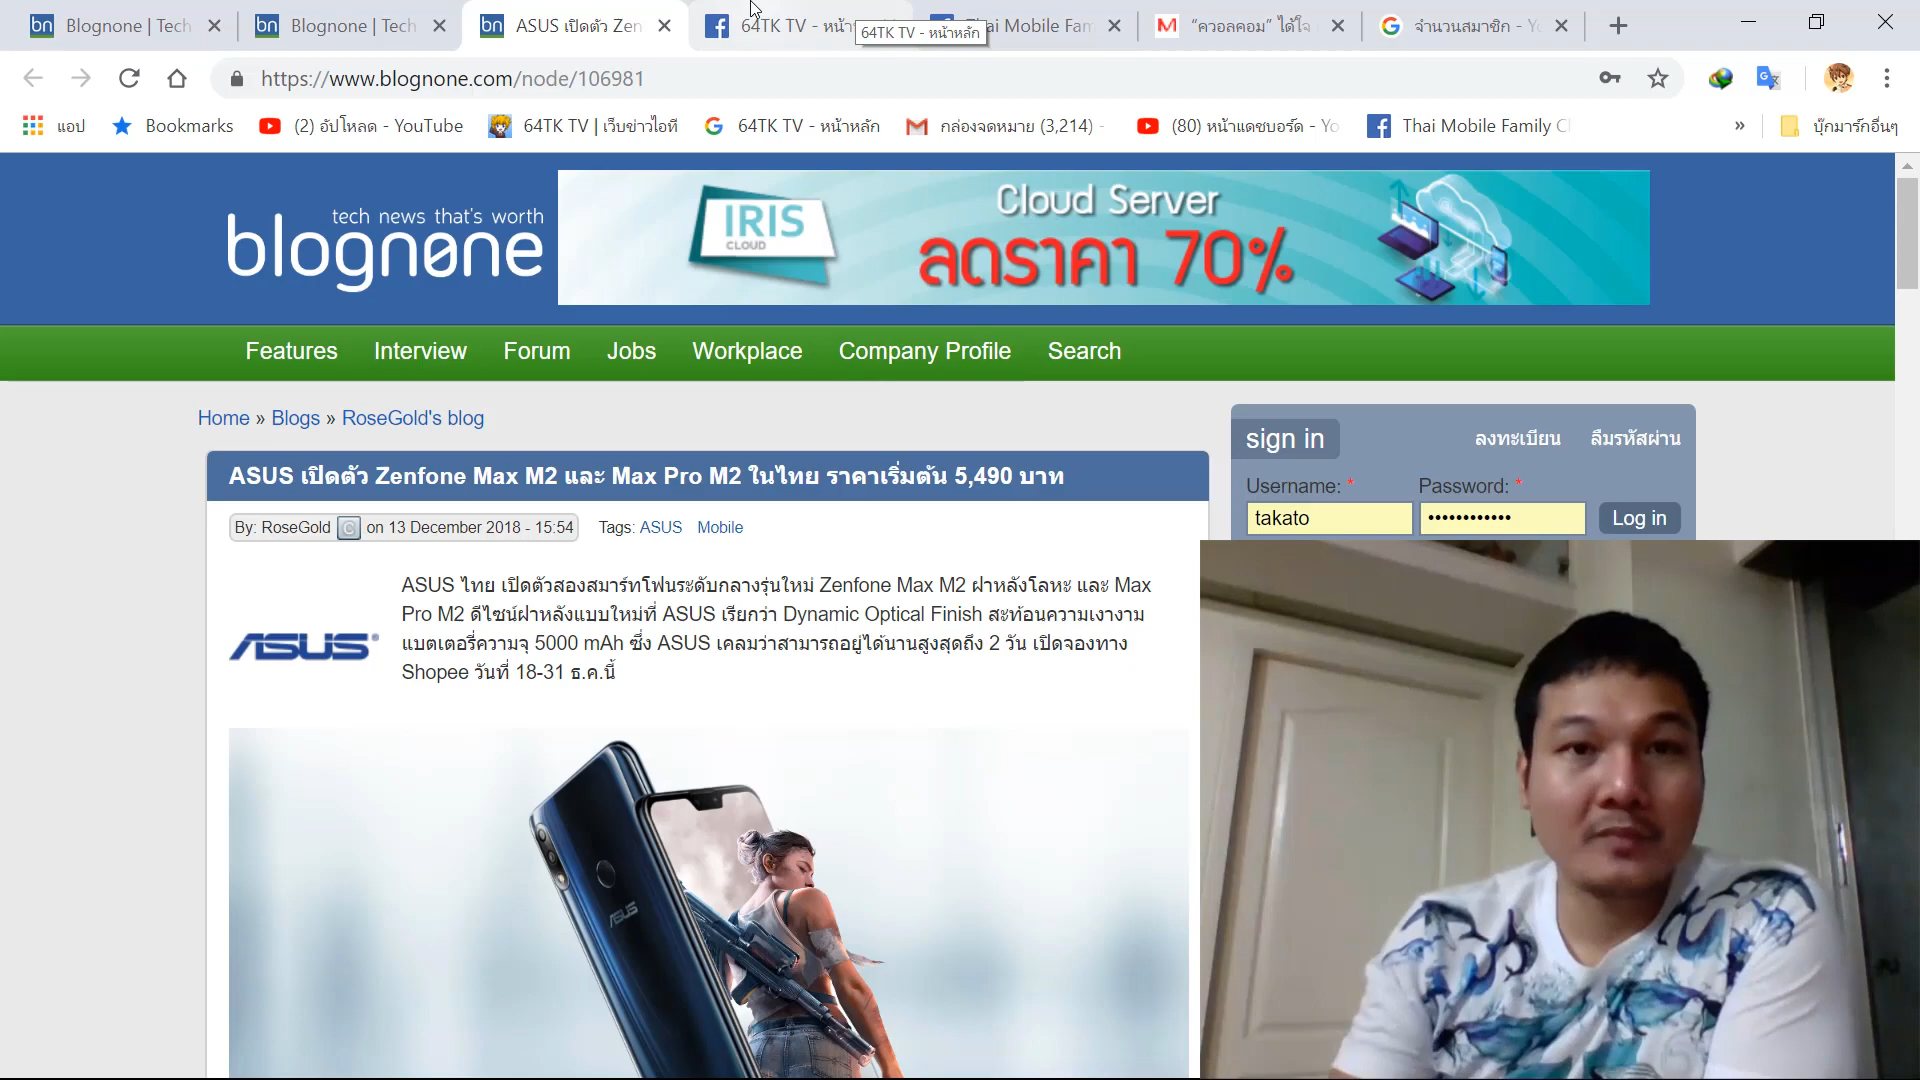 Blognone | Tech
Blognone | Tech
ASUS เปิดตัว Zen
64TK TV - หน้า
Thai Mobile Fam
“ควอลคอม” ได้ใจ
จำนวนสมาชิก - Yo
64TK TV - หน้าหลัก
https://www.blognone.com/node/106981
แอป
Bookmarks
(2) อัปโหลด - YouTube
64TK TV | เว็บข่าวไอที
64TK TV - หน้าหลัก
กล่องจดหมาย (3,214) -
(80) หน้าแดชบอร์ด - Yo
Thai Mobile Family Cl
»
บุ๊กมาร์กอื่นๆ
tech news that's worth
blognone
IRIS
CLOUD
Cloud Server
ลดราคา 70%
Features
Interview
Forum
Jobs
Workplace
Company Profile
Search
Home » Blogs » RoseGold's blog
ASUS เปิดตัว Zenfone Max M2 และ Max Pro M2 ในไทย ราคาเริ่มต้น 5,490 บาท
By: RoseGold C on 13 December 2018 - 15:54
Tags: ASUS Mobile
sign in
ลงทะเบียน
ลืมรหัสผ่าน
Username: *
Password: *
takato
••••••••••••
Log in
ASUS
ASUS ไทย เปิดตัวสองสมาร์ทโฟนระดับกลางรุ่นใหม่ Zenfone Max M2 ฝาหลังโลหะ และ Max
Pro M2 ดีไซน์ฝาหลังแบบใหม่ที่ ASUS เรียกว่า Dynamic Optical Finish สะท้อนความเงางาม
แบตเตอรี่ความจุ 5000 mAh ซึ่ง ASUS เคลมว่าสามารถอยู่ได้นานสูงสุดถึง 2 วัน เปิดจองทาง
Shopee วันที่ 18-31 ธ.ค.นี้
ASUS